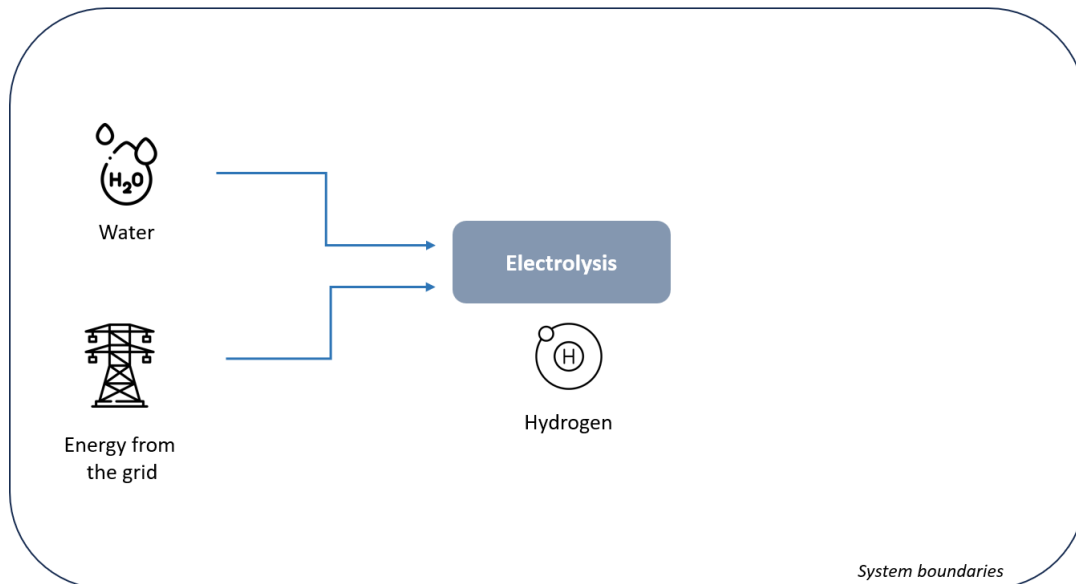 H₂O
Water
Electrolysis
H
Hydrogen
Energy from
the grid
System boundaries